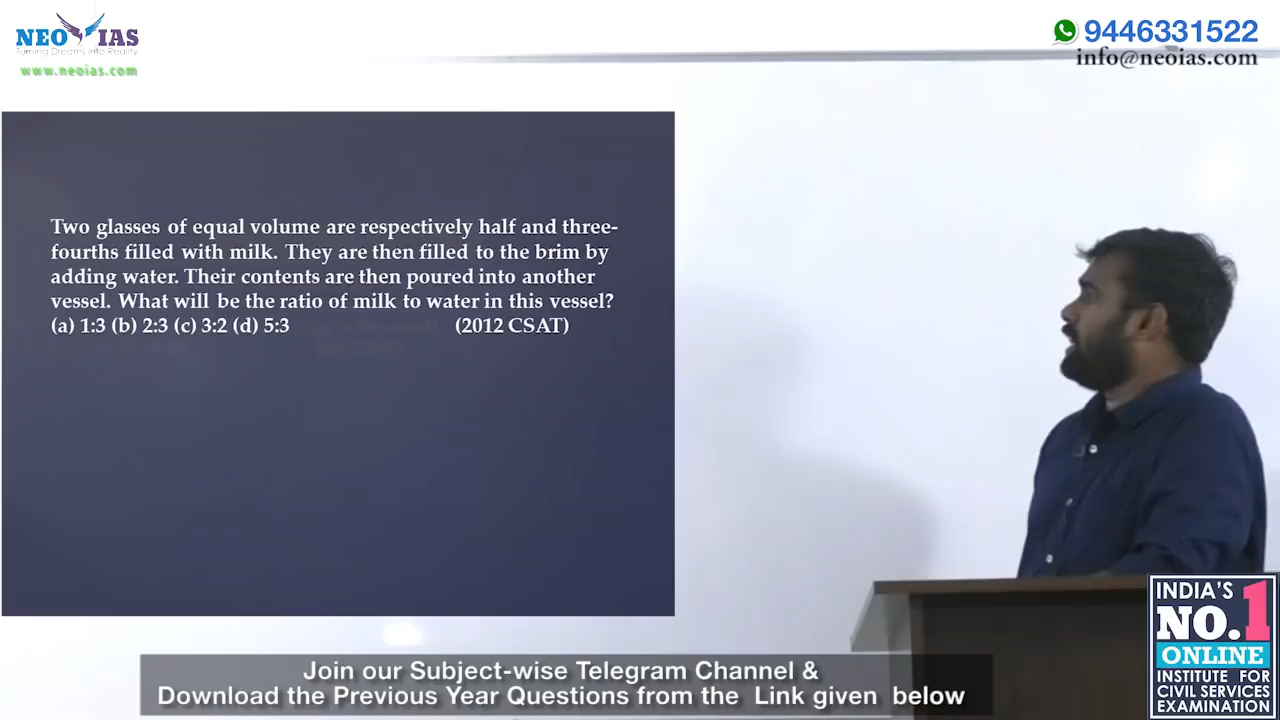 NEO IAS
Turning Dreams into Reality
www.neoias.com
9446331522
info@neoias.com
Two glasses of equal volume are respectively half and three-
fourths filled with milk. They are then filled to the brim by
adding water. Their contents are then poured into another
vessel. What will be the ratio of milk to water in this vessel?
(a) 1:3 (b) 2:3 (c) 3:2 (d) 5:3 (2012 CSAT)
INDIA'S
NO.1
ONLINE
INSTITUTE FOR
CIVIL SERVICES
EXAMINATION
Join our Subject-wise Telegram Channel &
Download the Previous Year Questions from the Link given below